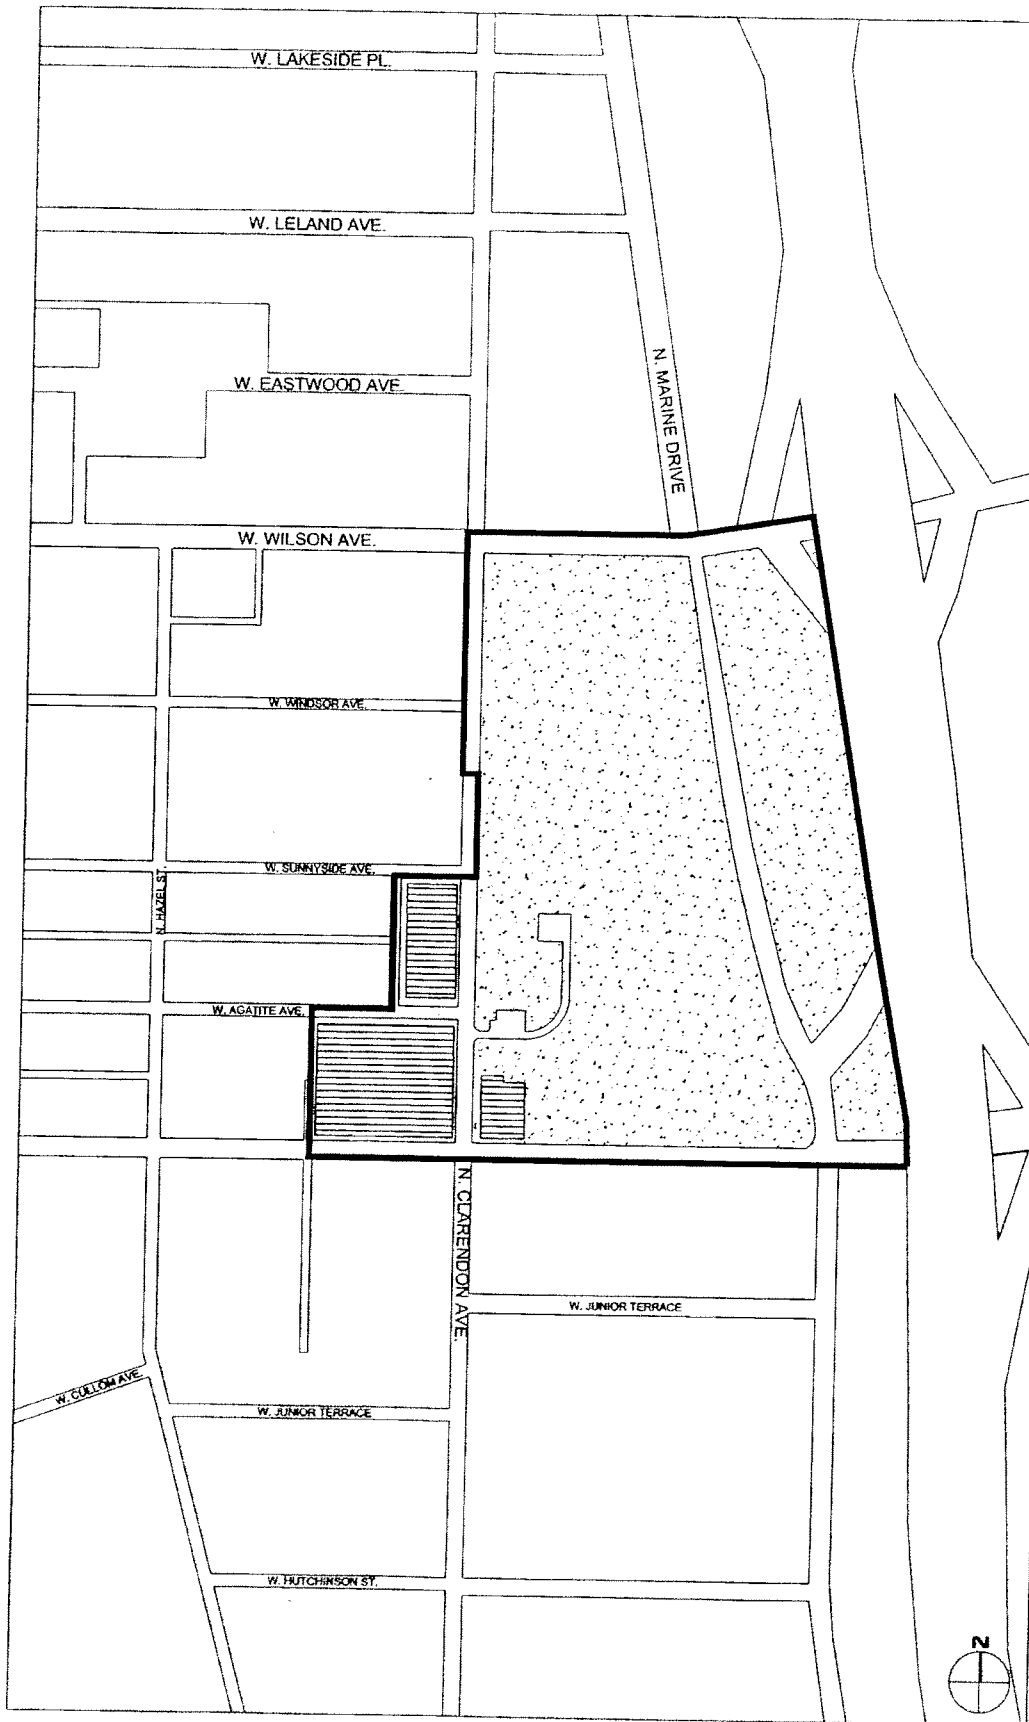 W. LAKESIDE PL.
W. LELAND AVE.
N. MARINE DRIVE
W. EASTWOOD AVE.
W. WILSON AVE.
W. WINDSOR AVE.
W. SUNNYSIDE AVE.
N. HAZEL ST.
W. AGATITE AVE.
N. CLARENDON AVE.
W. JUNIOR TERRACE
W. CULLOM AVE.
W. JUNIOR TERRACE
W. HUTCHINSON ST.
N